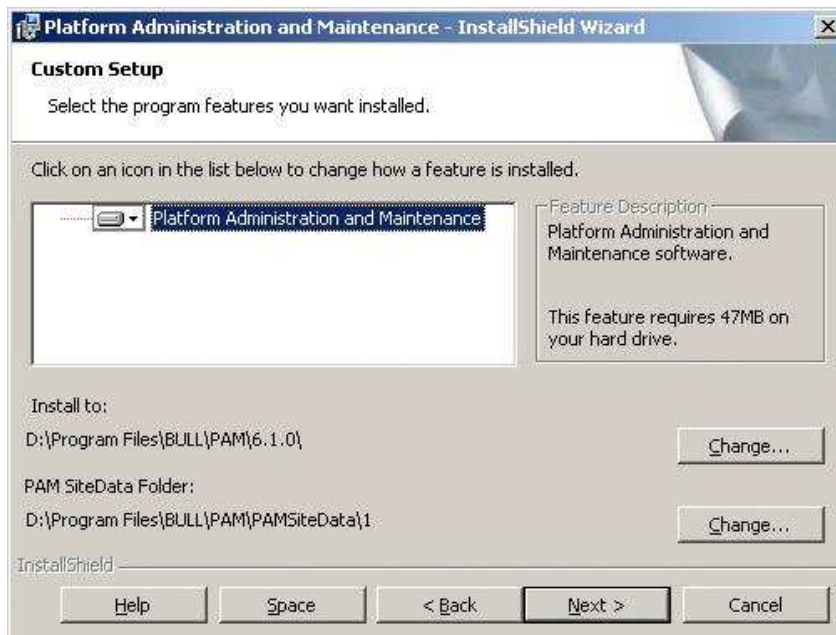 Platform Administration and Maintenance - InstallShield Wizard
Custom Setup
Select the program features you want installed.
Click on an icon in the list below to change how a feature is installed.
Platform Administration and Maintenance
Feature Description
Platform Administration and
Maintenance software.
This feature requires 47MB on
your hard drive.
Install to:
D:\Program Files\BULL\PAM\6.1.0\
Change...
PAM SiteData Folder:
D:\Program Files\BULL\PAM\PAMSiteData\1
Change...
InstallShield
Help
Space
< Back
Next >
Cancel